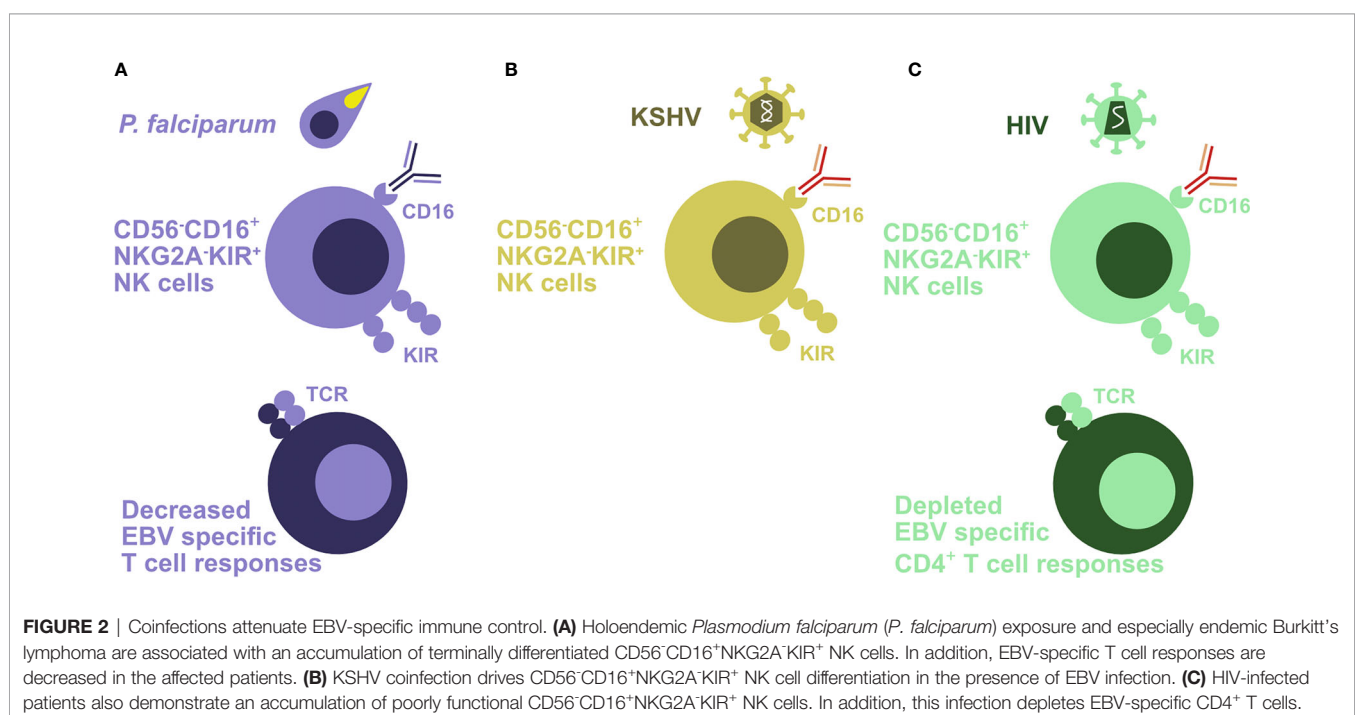 A
P. falciparum
CD16
CD56⁻CD16⁺
NKG2A⁻KIR⁺
NK cells
KIR
TCR
Decreased
EBV specific
T cell responses
B
KSHV
CD16
CD56⁻CD16⁺
NKG2A⁻KIR⁺
NK cells
KIR
C
HIV
CD16
CD56⁻CD16⁺
NKG2A⁻KIR⁺
NK cells
KIR
TCR
Depleted
EBV specific
CD4⁺ T cell responses
FIGURE 2 | Coinfections attenuate EBV-specific immune control. (A) Holoendemic Plasmodium falciparum (P. falciparum) exposure and especially endemic Burkitt's
lymphoma are associated with an accumulation of terminally differentiated CD56⁻CD16⁺NKG2A⁻KIR⁺ NK cells. In addition, EBV-specific T cell responses are
decreased in the affected patients. (B) KSHV coinfection drives CD56⁻CD16⁺NKG2A⁻KIR⁺ NK cell differentiation in the presence of EBV infection. (C) HIV-infected
patients also demonstrate an accumulation of poorly functional CD56⁻CD16⁺NKG2A⁻KIR⁺ NK cells. In addition, this infection depletes EBV-specific CD4⁺ T cells.